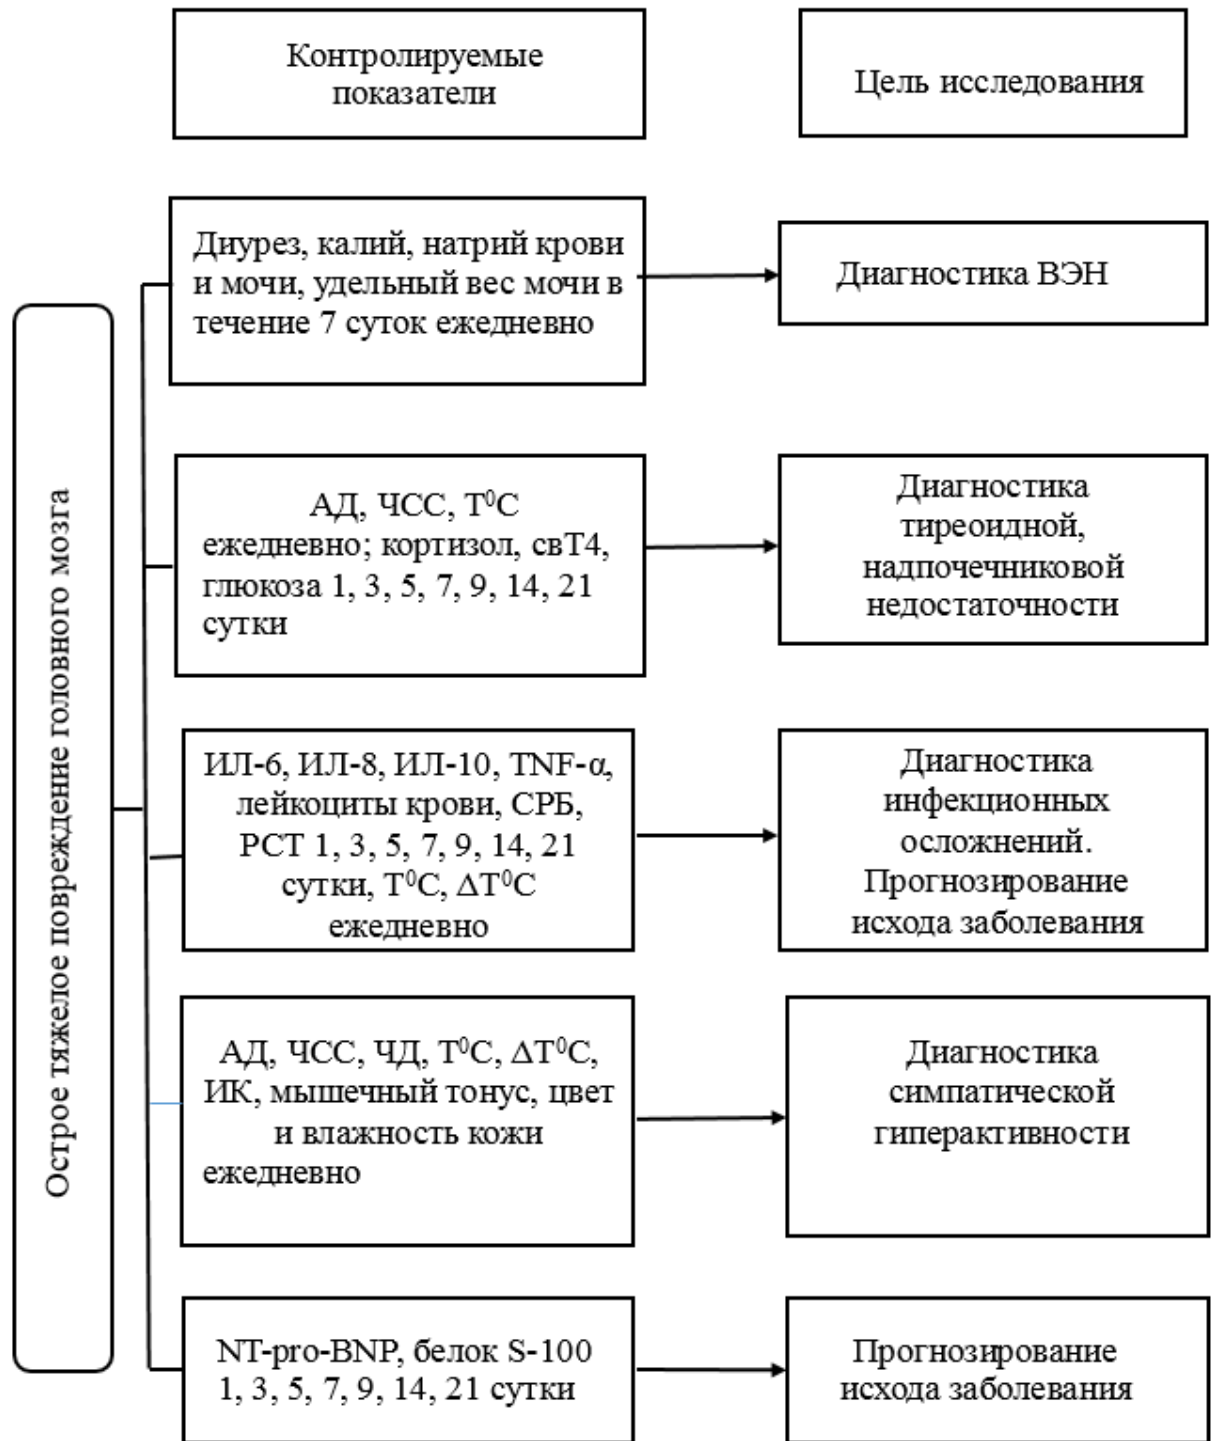 Контролируемые
показатели
Цель исследования
Острое тяжелое повреждение головного мозга
Диурез, калий, натрий крови
и мочи, удельный вес мочи в
течение 7 суток ежедневно
Диагностика ВЭН
АД, ЧСС, Т⁰С
ежедневно; кортизол, свТ4,
глюкоза 1, 3, 5, 7, 9, 14, 21
сутки
Диагностика
тиреоидной,
надпочечниковой
недостаточности
ИЛ-6, ИЛ-8, ИЛ-10, TNF-α,
лейкоциты крови, СРБ,
РСТ 1, 3, 5, 7, 9, 14, 21
сутки, Т⁰С, ΔТ⁰С
ежедневно
Диагностика
инфекционных
осложнений.
Прогнозирование
исхода заболевания
АД, ЧСС, ЧД, Т⁰С, ΔТ⁰С,
ИК, мышечный тонус, цвет
и влажность кожи
ежедневно
Диагностика
симпатической
гиперактивности
NT-pro-BNP, белок S-100
1, 3, 5, 7, 9, 14, 21 сутки
Прогнозирование
исхода заболевания